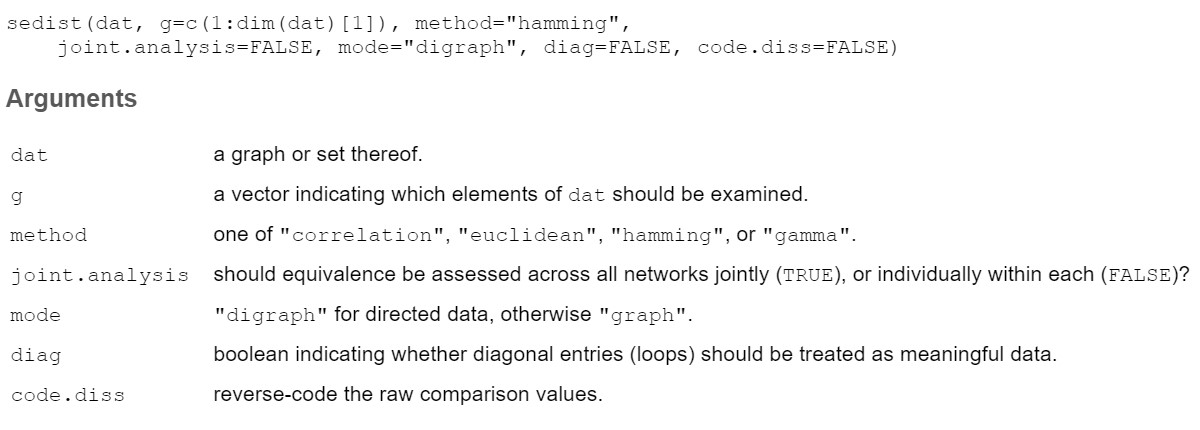 sedist(dat, g=c(1:dim(dat)[1]), method="hamming",
    joint.analysis=FALSE, mode="digraph", diag=FALSE, code.diss=FALSE)
Arguments
dat a graph or set thereof.
g a vector indicating which elements of dat should be examined.
method one of "correlation", "euclidean", "hamming", or "gamma".
joint.analysis should equivalence be assessed across all networks jointly (TRUE), or individually within each (FALSE)?
mode "digraph" for directed data, otherwise "graph".
diag boolean indicating whether diagonal entries (loops) should be treated as meaningful data.
code.diss reverse-code the raw comparison values.